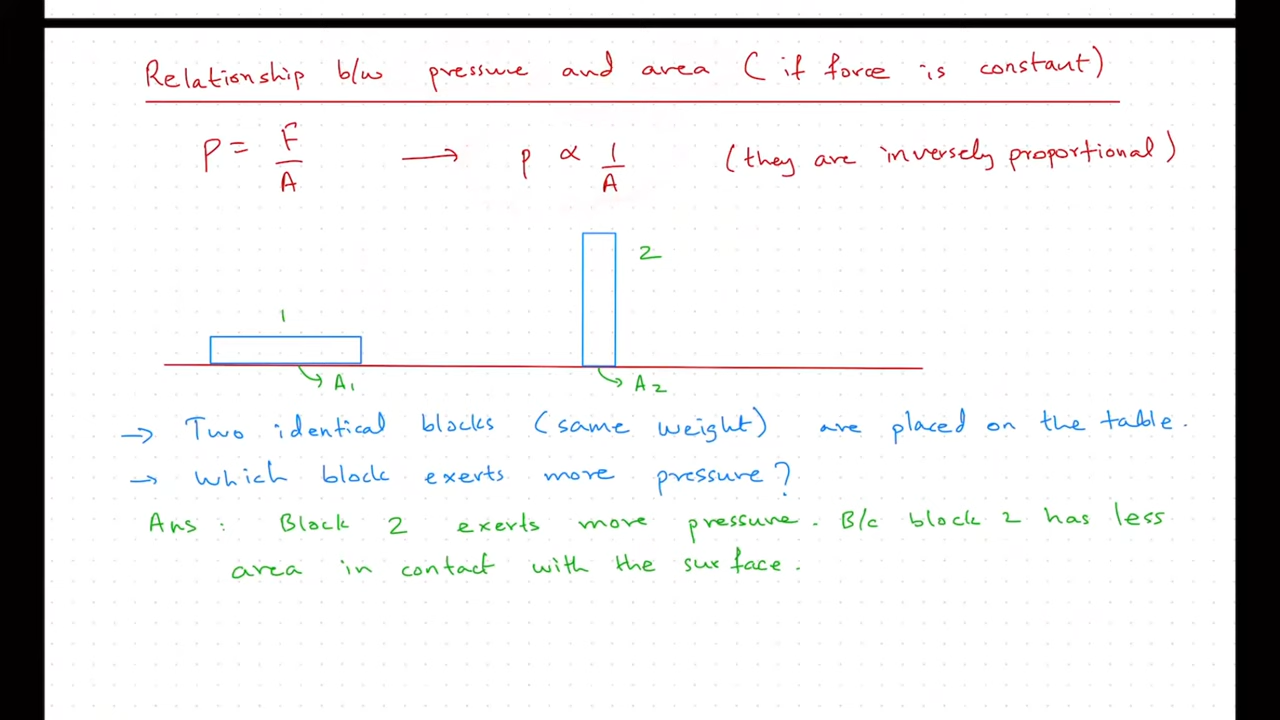 Relationship b/w pressure and area (if force is constant)
P = F/A → P ∝ 1/A (they are inversely proportional)
2
1
A₁ A₂
→ Two identical blocks (same weight) are placed on the table.
→ which block exerts more pressure?
Ans : Block 2 exerts more pressure. B/c block 2 has less
area in contact with the surface.